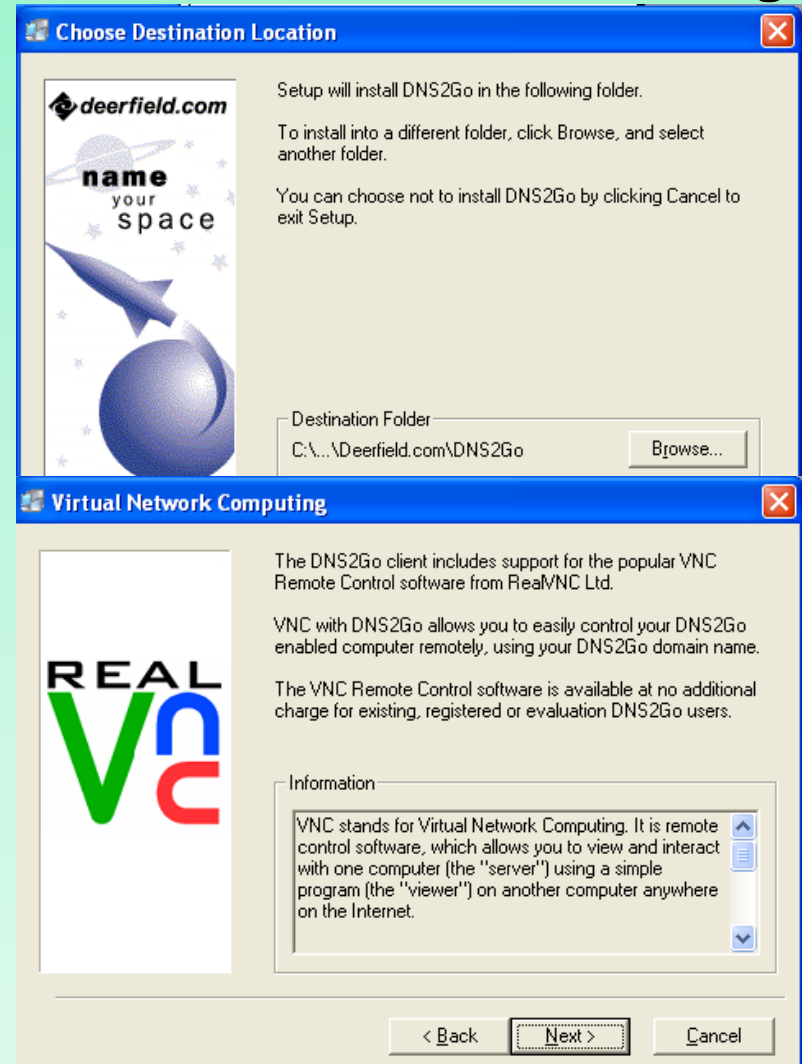 Choose Destination Location
deerfield.com
name
your
space
Setup will install DNS2Go in the following folder.
To install into a different folder, click Browse, and select
another folder.
You can choose not to install DNS2Go by clicking Cancel to
exit Setup.
Destination Folder
C:\...\Deerfield.com\DNS2Go
Browse...
Virtual Network Computing
REAL
Vnc
The DNS2Go client includes support for the popular VNC
Remote Control software from RealVNC Ltd.
VNC with DNS2Go allows you to easily control your DNS2Go
enabled computer remotely, using your DNS2Go domain name.
The VNC Remote Control software is available at no additional
charge for existing, registered or evaluation DNS2Go users.
Information
VNC stands for Virtual Network Computing. It is remote
control software, which allows you to view and interact
with one computer (the "server") using a simple
program (the "viewer") on another computer anywhere
on the Internet.
< Back
Next >
Cancel